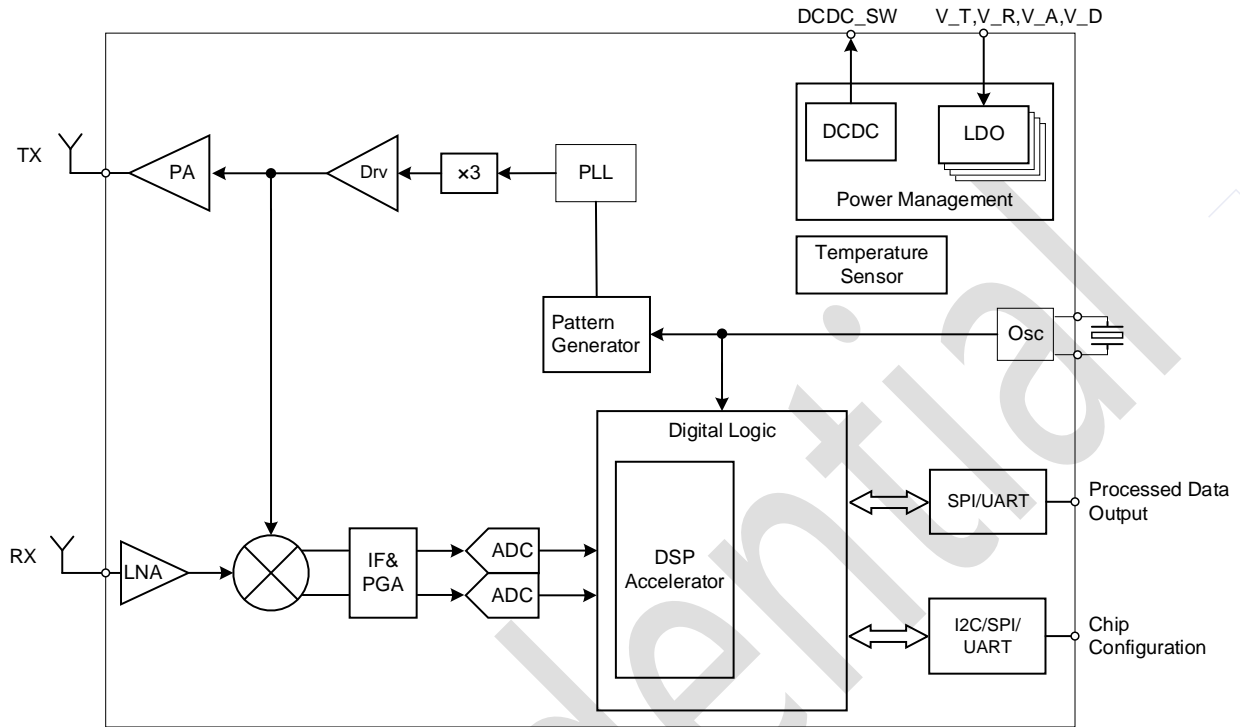 DCDC_SW
V_T,V_R,V_A,V_D
DCDC
LDO
Power Management
TX
PA
Drv
×3
PLL
Temperature
Sensor
Pattern
Generator
Osc
Digital Logic
DSP
Accelerator
SPI/UART
Processed Data
Output
RX
LNA
IF&
PGA
ADC
ADC
I2C/SPI/
UART
Chip
Configuration
dential